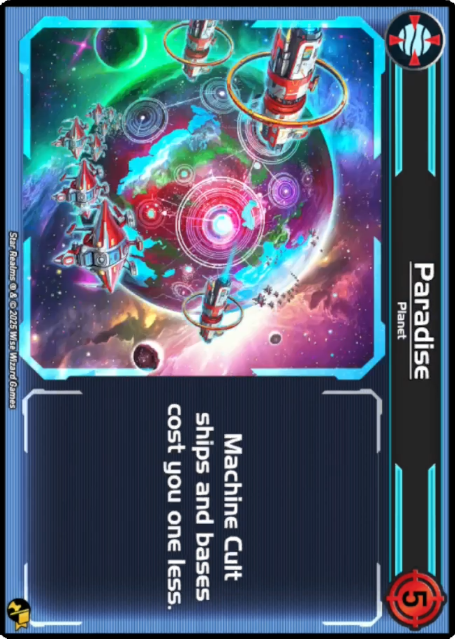 Paradise
Planet
5
Machine Cult
ships and bases
cost you one less.
Star Realms ® & © 2025 Wise Wizard Games